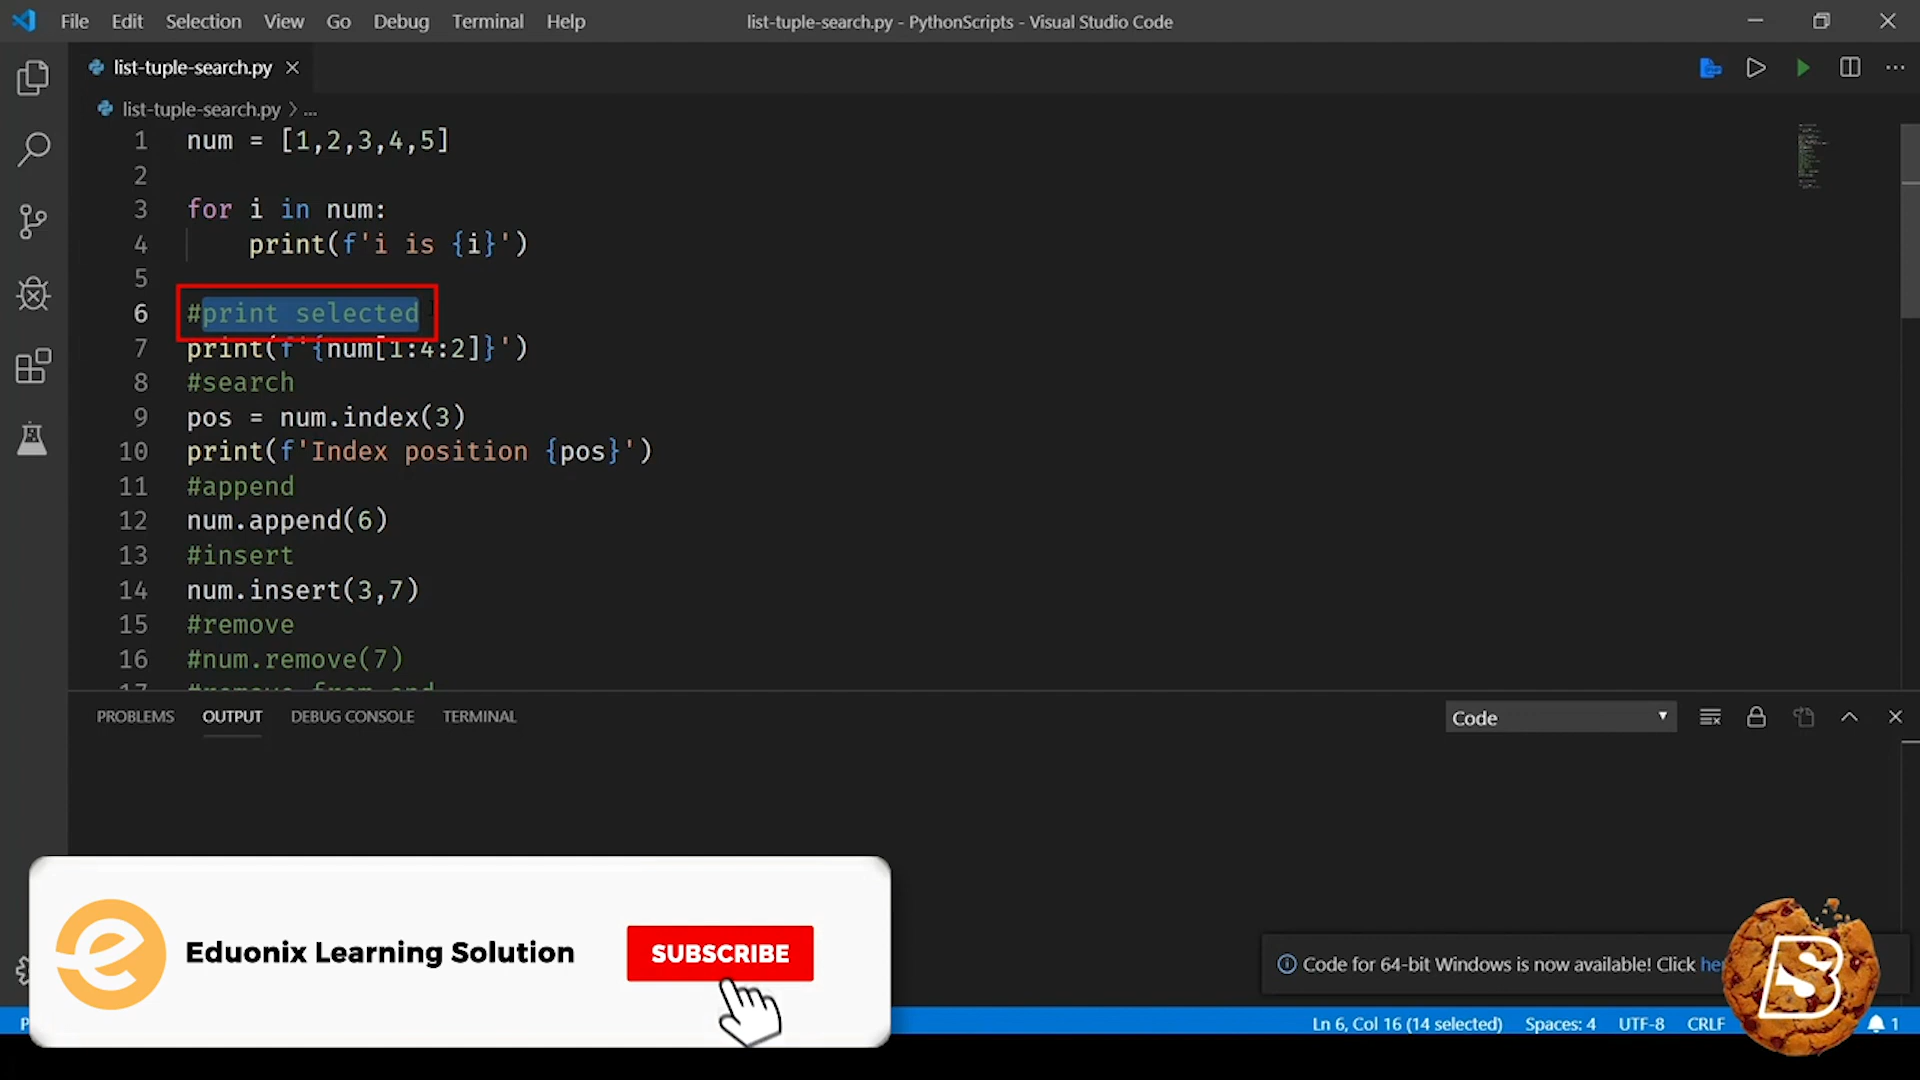 File Edit Selection View Go Debug Terminal Help
list-tuple-search.py - PythonScripts - Visual Studio Code
list-tuple-search.py
list-tuple-search.py > ...
1 num = [1,2,3,4,5]
2
3 for i in num:
4 print(f'i is {i}')
5
6 #print selected
7 print(f'{num[1:4:2]}')
8 #search
9 pos = num.index(3)
10 print(f'Index position {pos}')
11 #append
12 num.append(6)
13 #insert
14 num.insert(3,7)
15 #remove
16 #num.remove(7)
17 #remove from end
PROBLEMS OUTPUT DEBUG CONSOLE TERMINAL
Code
Eduonix Learning Solution
SUBSCRIBE
Code for 64-bit Windows is now available! Click
Ln 6, Col 16 (14 selected) Spaces: 4 UTF-8 CRLF 1